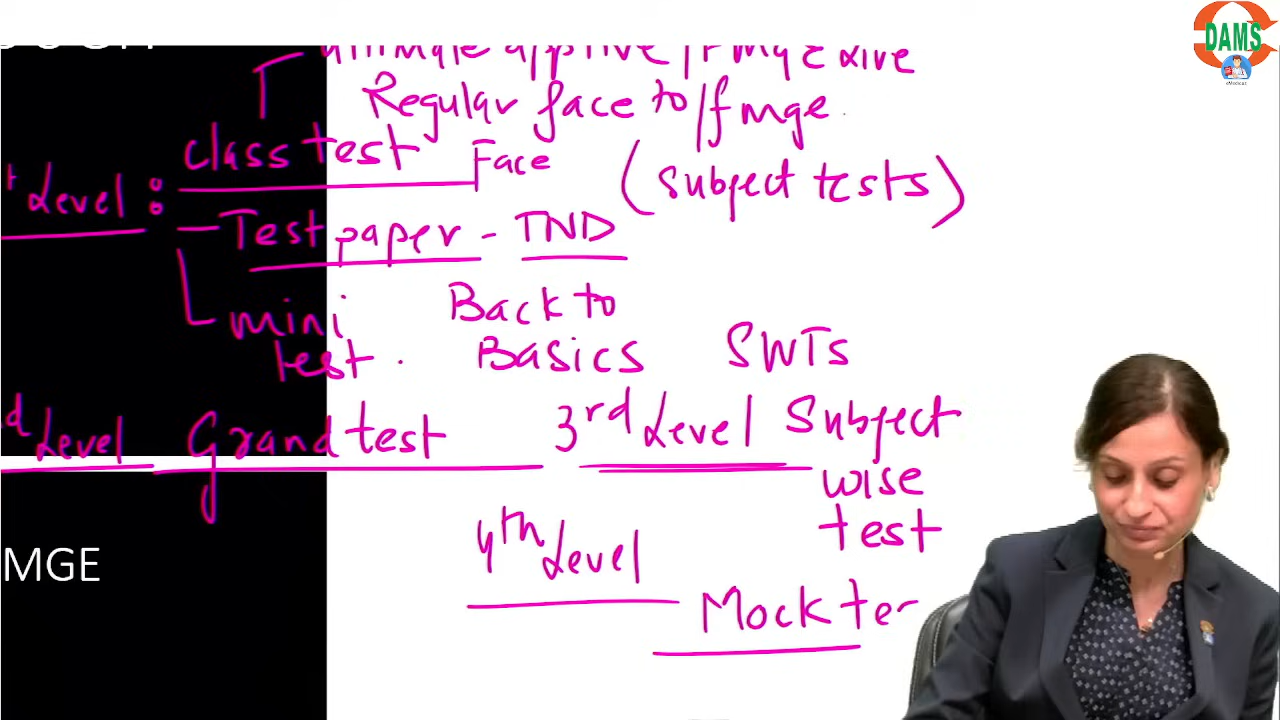 Regular face to / fmge
class test Face
(Subject tests)
Level :
Test paper - TND
mini test.
Back to Basics
SWTs
Level Grand test
3rd Level Subject wise test
4th Level
Mock te
MGE
DAMS
eMedicoz